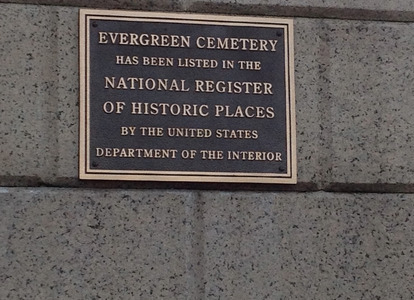 EVERGREEN CEMETERY
HAS BEEN LISTED IN THE
NATIONAL REGISTER
OF HISTORIC PLACES
BY THE UNITED STATES
DEPARTMENT OF THE INTERIOR